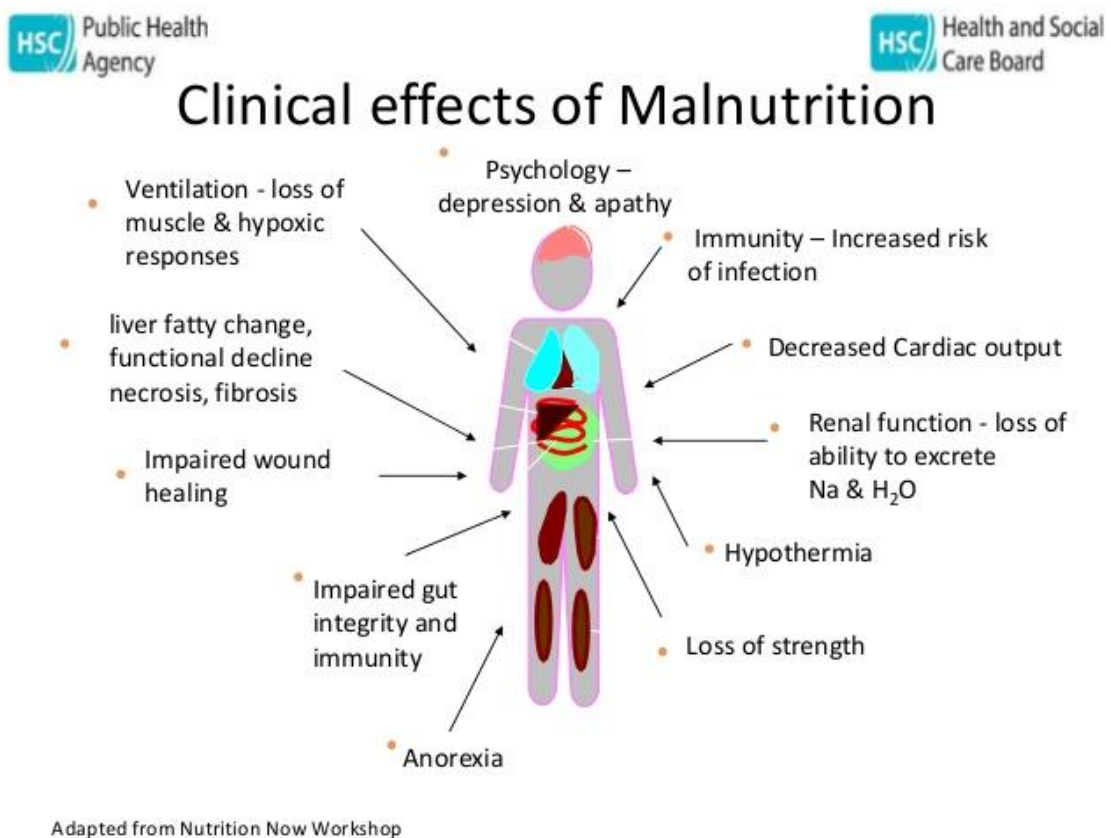 HSC Public Health
Agency
HSC Health and Social
Care Board
Clinical effects of Malnutrition
• Psychology –
depression & apathy
• Ventilation - loss of
muscle & hypoxic
responses
• Immunity – Increased risk
of infection
• liver fatty change,
functional decline
necrosis, fibrosis
• Decreased Cardiac output
• Renal function - loss of
ability to excrete
Na & H₂O
• Impaired wound
healing
• Hypothermia
• Impaired gut
integrity and
immunity
• Loss of strength
• Anorexia
Adapted from Nutrition Now Workshop